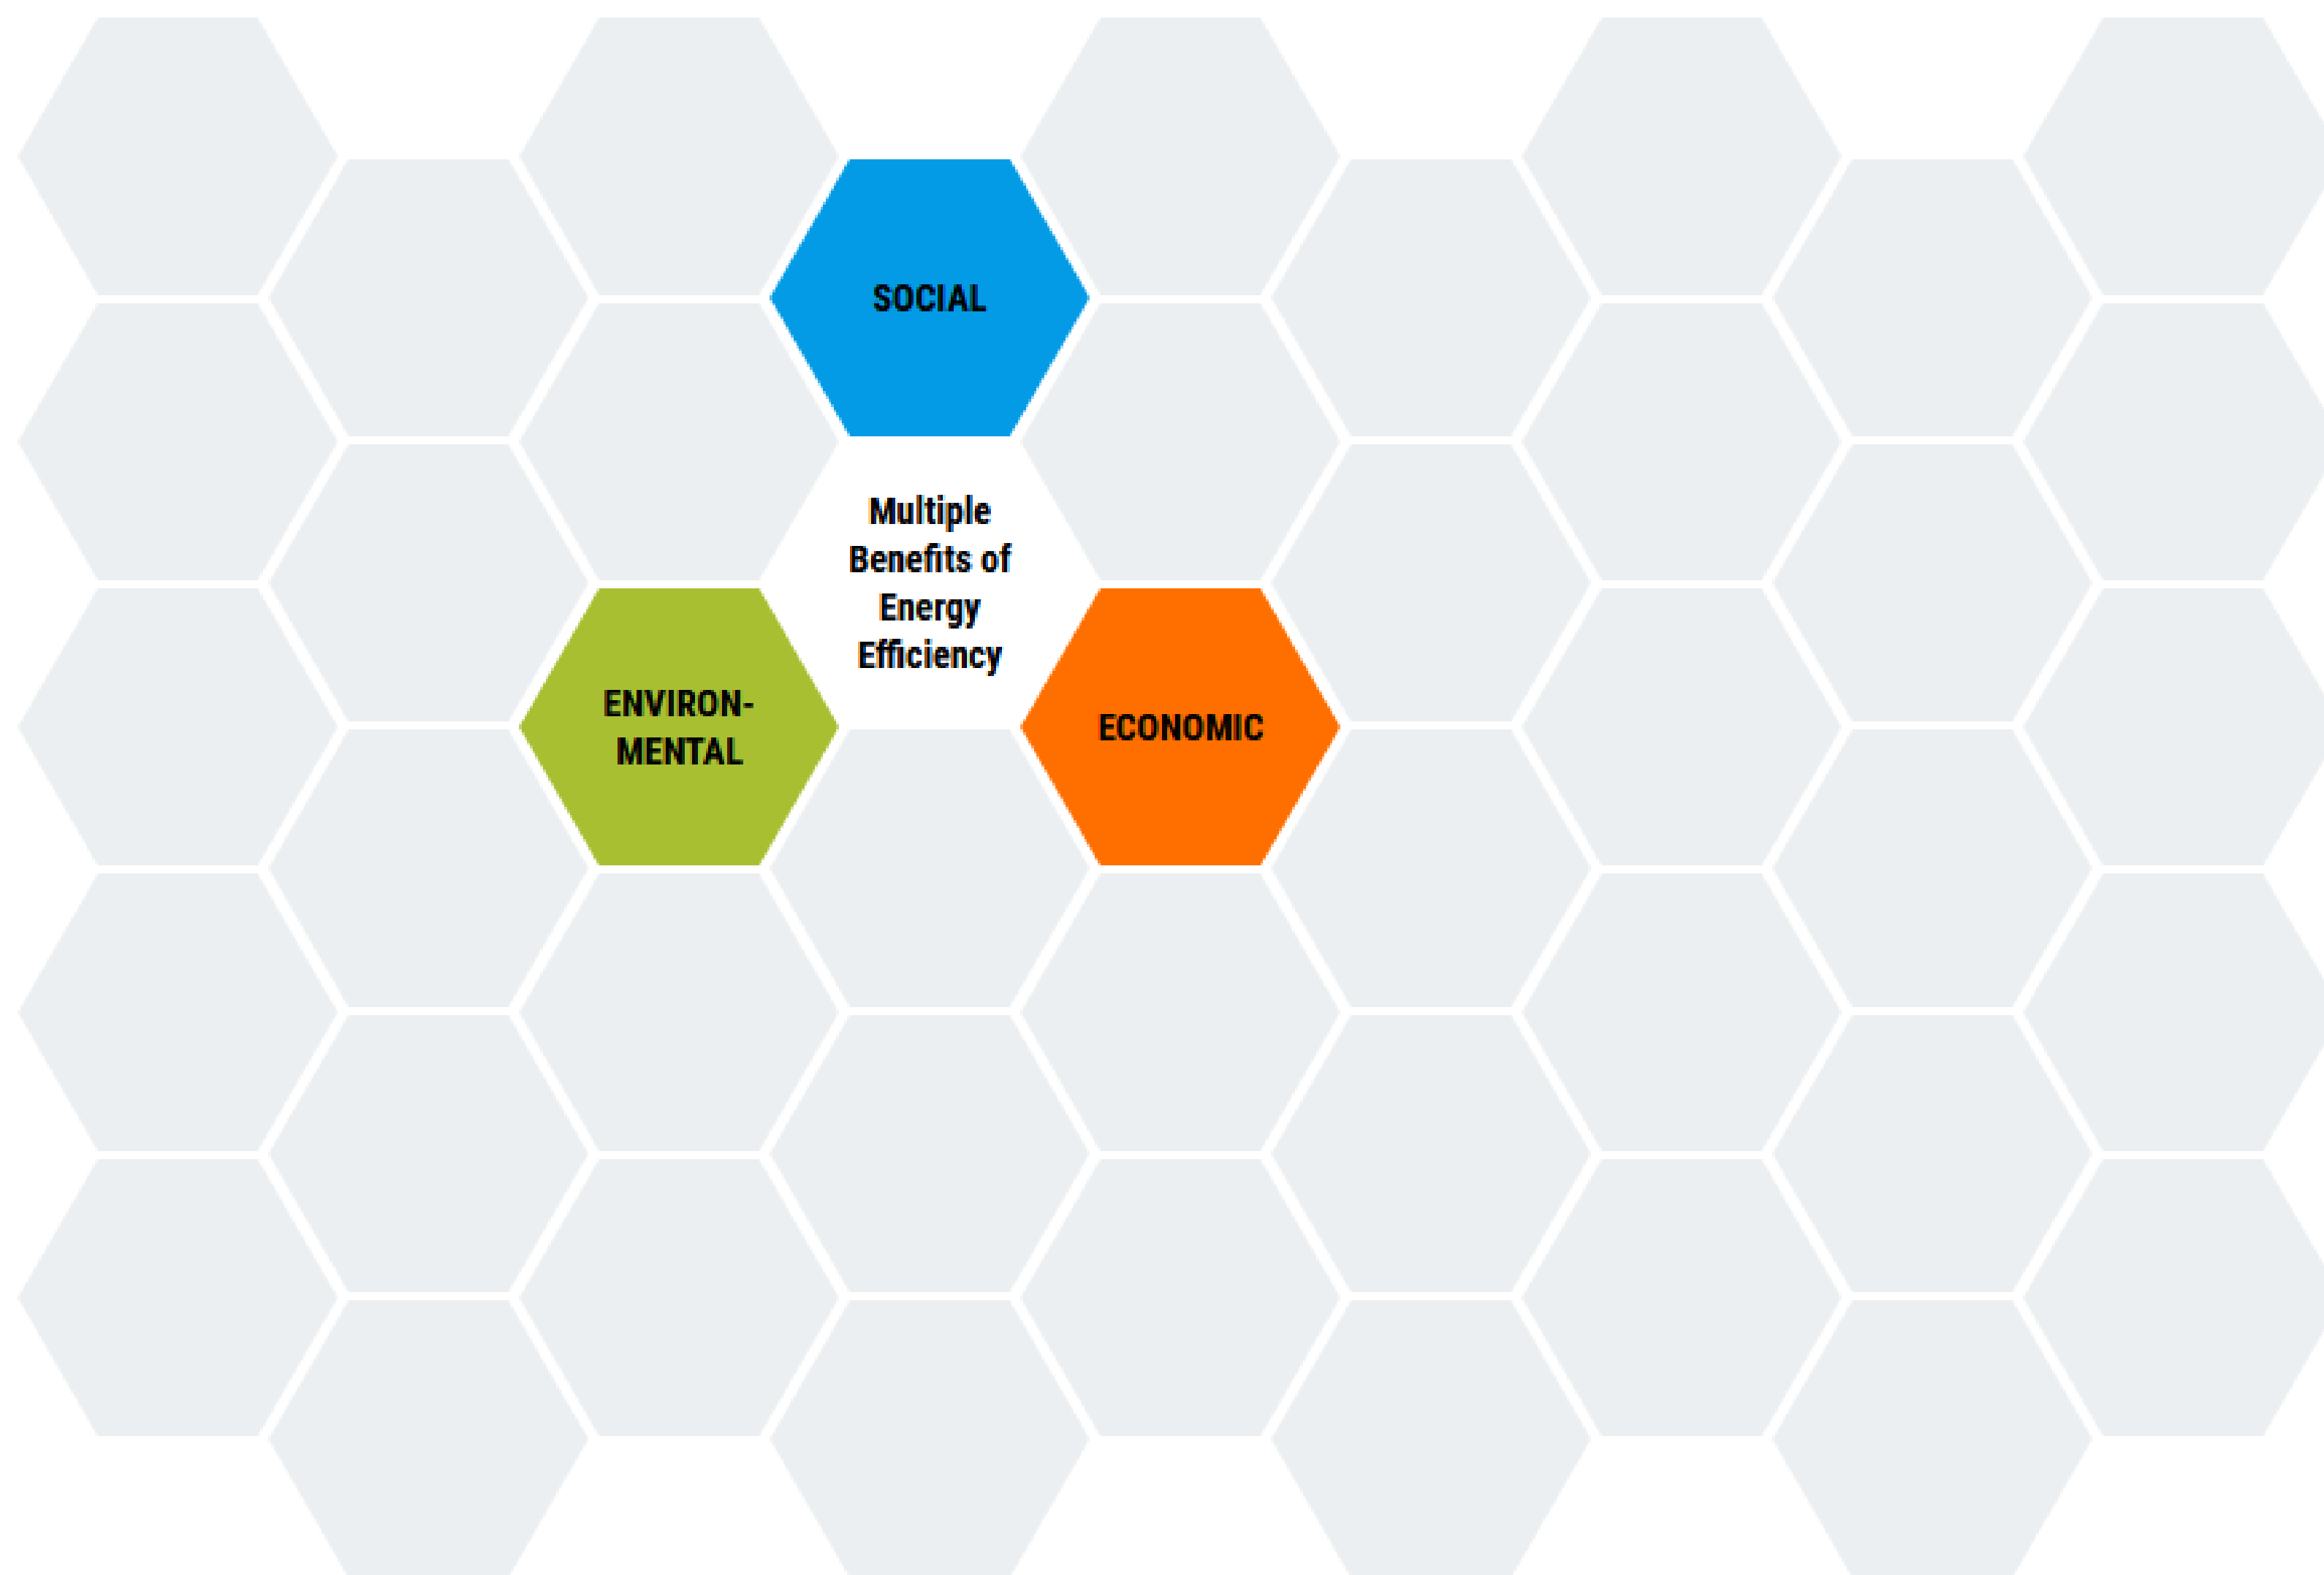 SOCIAL
Multiple
Benefits of
Energy
Efficiency
ENVIRON-
MENTAL
ECONOMIC